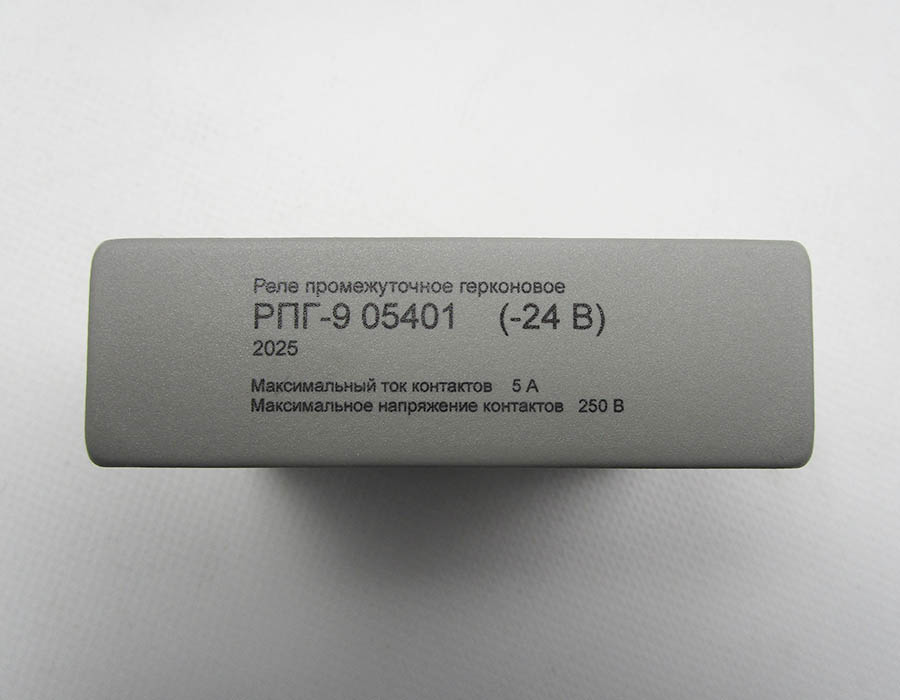 Реле промежуточное герконовое
РПГ-9 05401 (-24 В)
2025
Максимальный ток контактов 5 А
Максимальное напряжение контактов 250 В